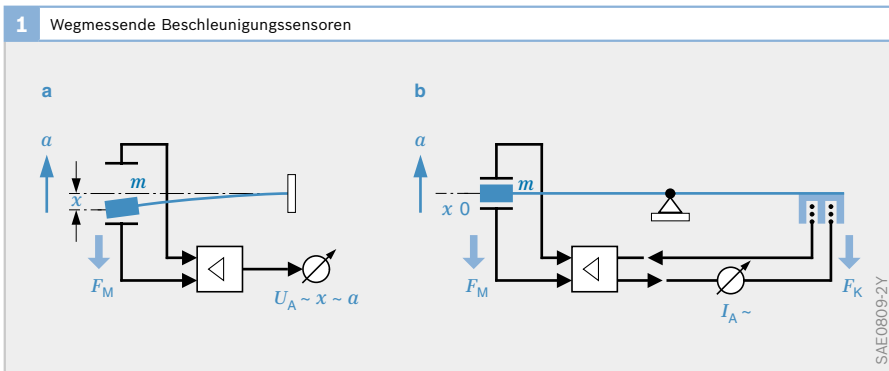 1 Wegmessende Beschleunigungssensoren
a
a
x
m
F_M
U_A ~ x ~ a
b
a
x 0
m
F_M
I_A ~
F_K
SAE0809-2Y